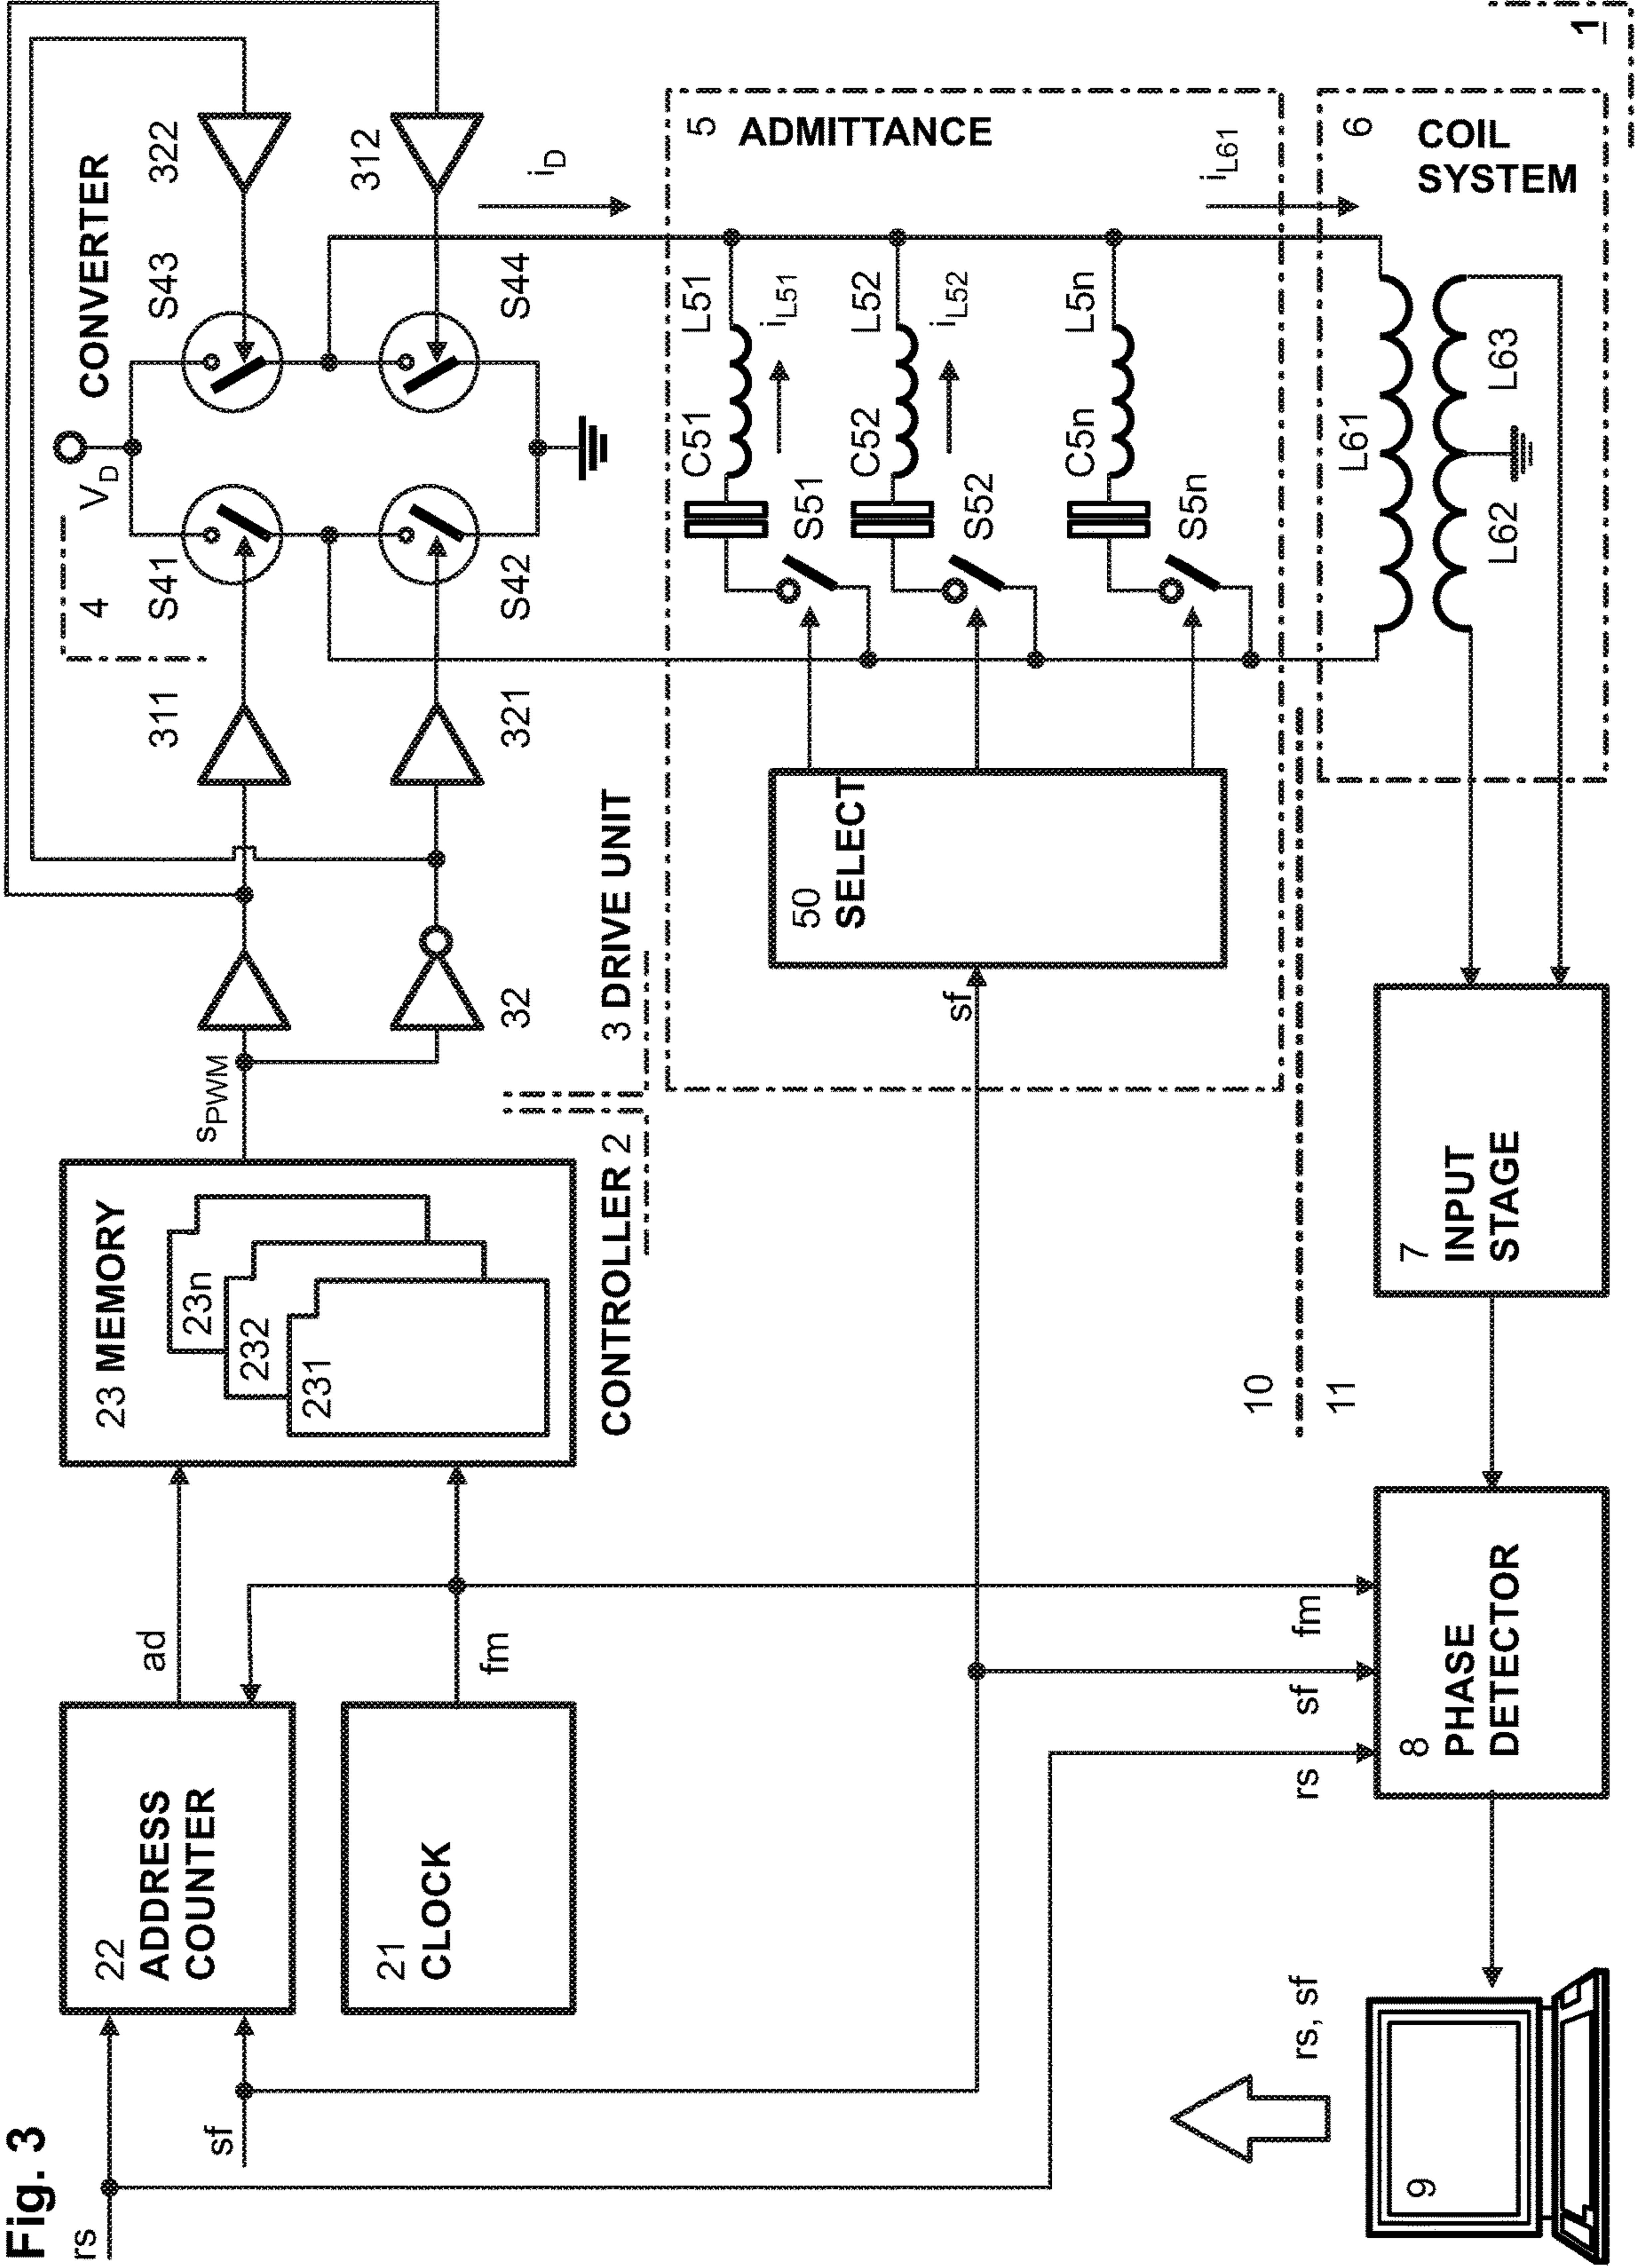 Fig. 3
rs
sf
22
ADDRESS
COUNTER
21
CLOCK
ad
fm
23 MEMORY
23n
232
231
CONTROLLER 2
sPWM
32
3 DRIVE UNIT
311
321
4
VD
CONVERTER
S41
S42
S43
S44
322
312
iD
sf
50
SELECT
5
ADMITTANCE
S51
C51
L51
iL51
S52
C52
L52
iL52
S5n
C5n
L5n
iL61
6
COIL
SYSTEM
L61
L62
L63
1
10
11
7
INPUT
STAGE
8
PHASE
DETECTOR
rs
sf
fm
rs, sf
9